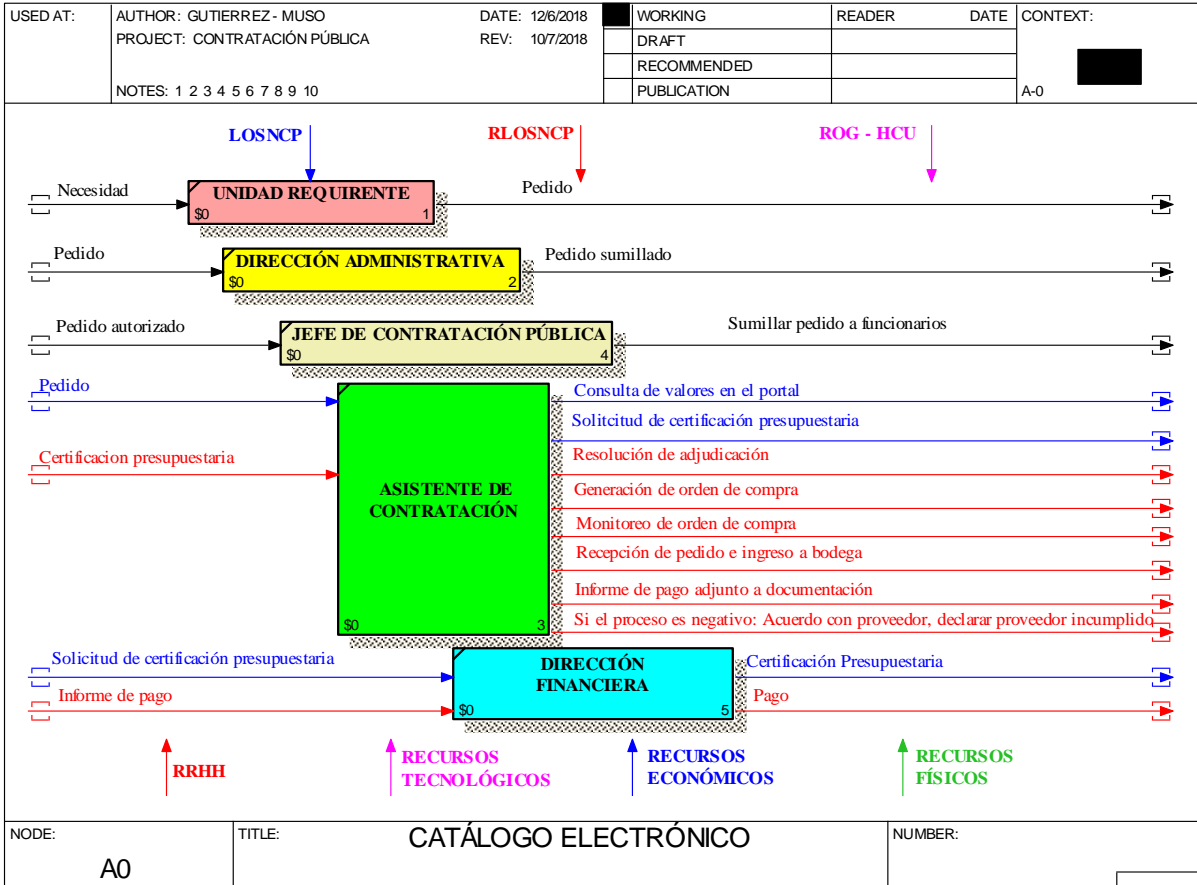 USED AT:
AUTHOR: GUTIERREZ - MUSO
DATE: 12/6/2018
WORKING
READER
DATE
CONTEXT:
PROJECT: CONTRATACIÓN PÚBLICA
REV: 10/7/2018
DRAFT
RECOMMENDED
NOTES: 1 2 3 4 5 6 7 8 9 10
PUBLICATION
A-0
LOSNCP
RLOSNCP
ROG - HCU
Necesidad
UNIDAD REQUIRENTE
$0
1
Pedido
Pedido
DIRECCIÓN ADMINISTRATIVA
$0
2
Pedido sumillado
Pedido autorizado
JEFE DE CONTRATACIÓN PÚBLICA
$0
4
Sumillar pedido a funcionarios
Pedido
Certificacion presupuestaria
ASISTENTE DE
CONTRATACIÓN
$0
3
Consulta de valores en el portal
Solitcitud de certificación presupuestaria
Resolución de adjudicación
Generación de orden de compra
Monitoreo de orden de compra
Recepción de pedido e ingreso a bodega
Informe de pago adjunto a documentación
Si el proceso es negativo: Acuerdo con proveedor, declarar proveedor incumplido
Solicitud de certificación presupuestaria
Informe de pago
DIRECCIÓN
FINANCIERA
$0
5
Certificación Presupuestaria
Pago
RRHH
RECURSOS
TECNOLÓGICOS
RECURSOS
ECONÓMICOS
RECURSOS
FÍSICOS
NODE:
A0
TITLE:
CATÁLOGO ELECTRÓNICO
NUMBER: